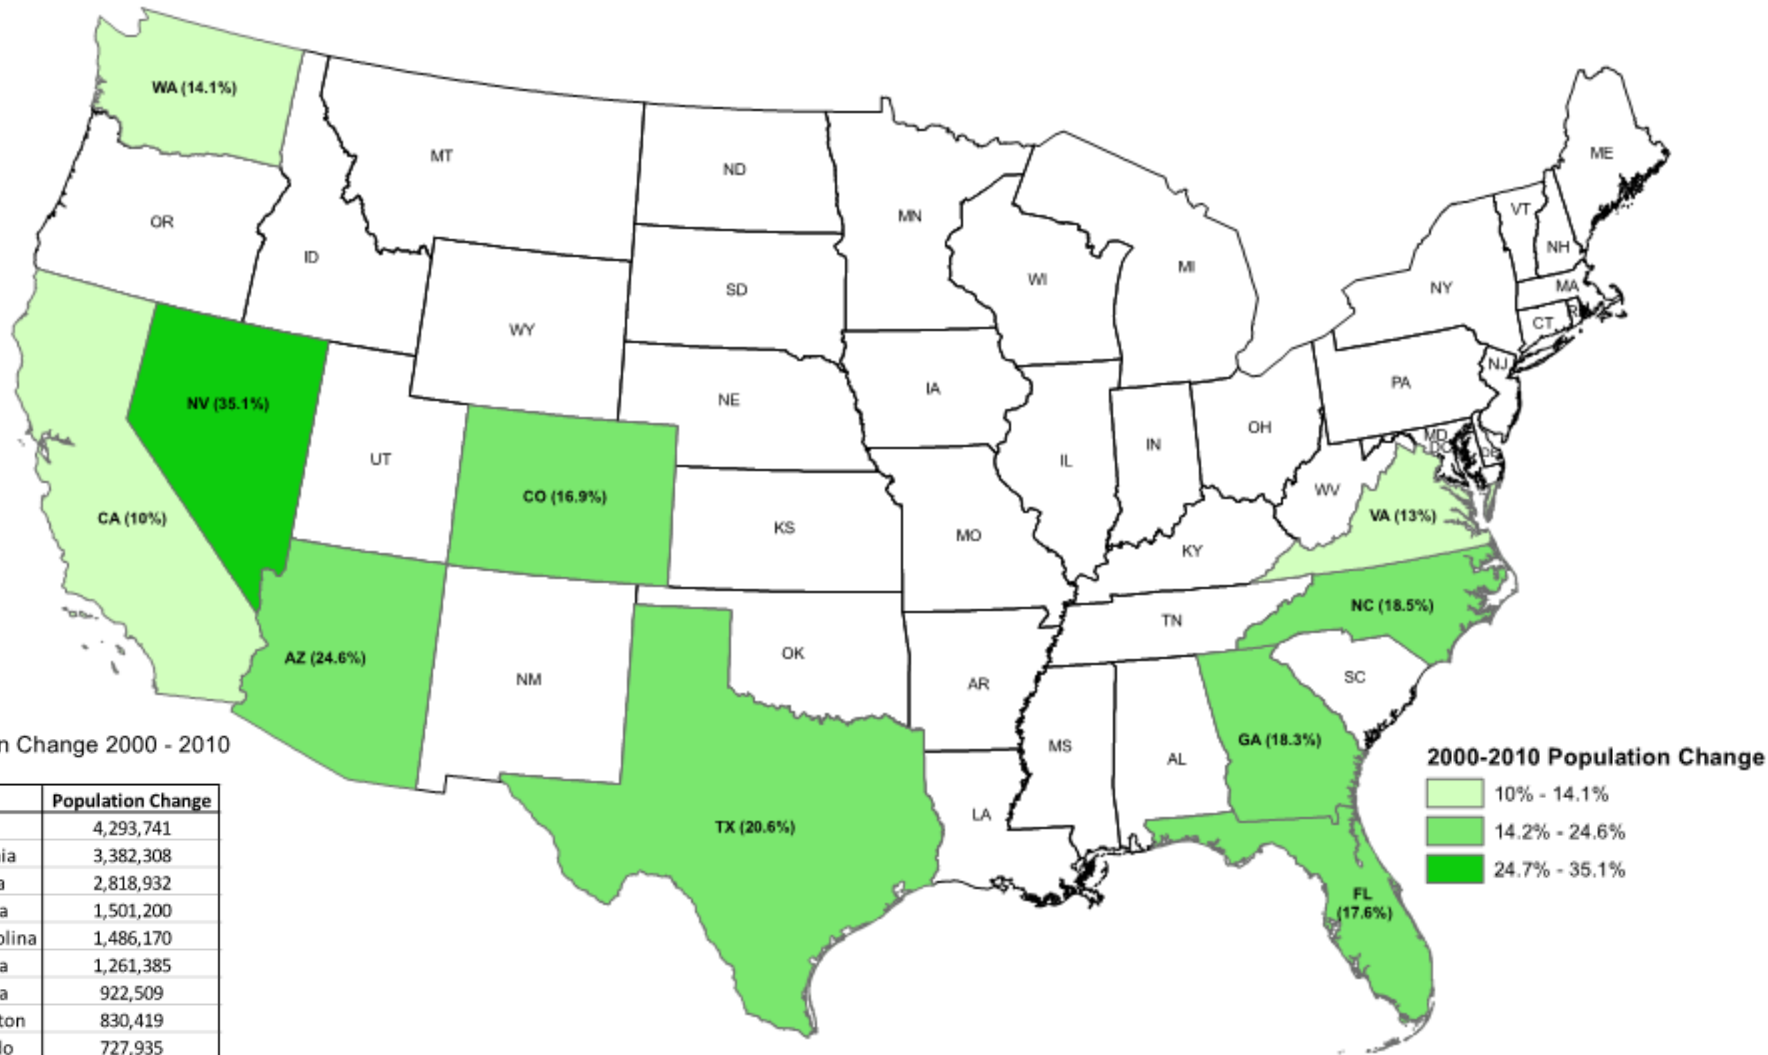 WA (14.1%)
MT
ND
MN
ME
OR
ID
SD
WI
MI
VT
NH
NY
MA
CT
WY
NE
IA
PA
NJ
NV (35.1%)
UT
CO (16.9%)
KS
MO
IL
IN
OH
WV
MD
DC
DE
CA (10%)
VA (13%)
KY
NC (18.5%)
TN
AZ (24.6%)
NM
OK
AR
SC
MS
AL
GA (18.3%)
LA
TX (20.6%)
FL
(17.6%)
n Change 2000 - 2010
Population Change
4,293,741
ia 3,382,308
a 2,818,932
a 1,501,200
olina 1,486,170
a 1,261,385
a 922,509
ton 830,419
lo 727,935
2000-2010 Population Change
10% - 14.1%
14.2% - 24.6%
24.7% - 35.1%